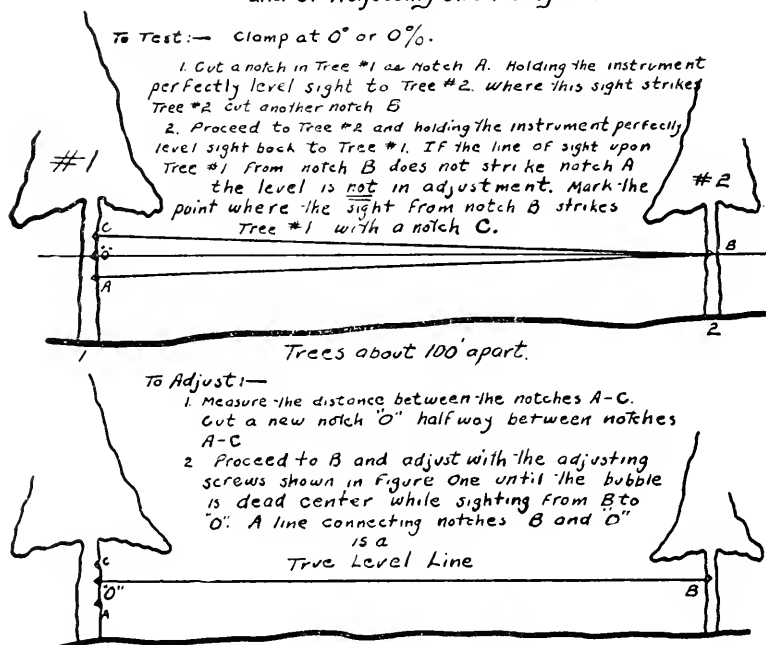 To Test:— Clamp at 0° or 0%.
1. Cut a notch in Tree #1 as Notch A. Holding the instrument
perfectly level sight to Tree #2. Where this sight strikes
Tree #2 cut another notch B
2. Proceed to Tree #2 and holding the instrument perfectly
level sight back to Tree #1. If the line of sight upon
Tree #1 from notch B does not strike notch A
the level is not in adjustment. Mark the
point where the sight from notch B strikes
Tree #1 with a notch C.
#1
#2
C
"O"
A
B
1
2
Trees about 100' apart.
To Adjust:—
1. Measure the distance between the notches A-C.
Cut a new notch "O" half way between notches
A-C
2 Proceed to B and adjust with the adjusting
screws shown in Figure One until the bubble
is dead center while sighting from B to
"O". A line connecting notches B and "O"
is a
True Level Line
C
"O"
A
B